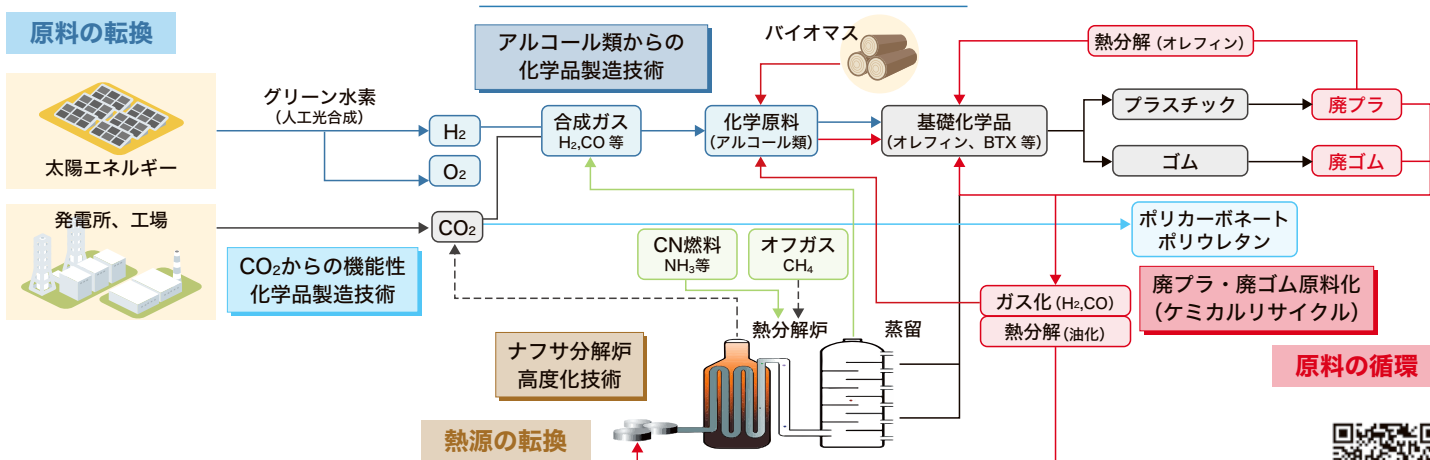 原料の転換
アルコール類からの
化学品製造技術
バイオマス
熱分解(オレフィン)
グリーン水素
(人工光合成)
太陽エネルギー
H₂
O₂
合成ガス
H₂,CO 等
化学原料
(アルコール類)
基礎化学品
(オレフィン、BTX 等)
プラスチック
廃プラ
ゴム
廃ゴム
発電所、工場
CO₂
ポリカーボネート
ポリウレタン
CO₂からの機能性
化学品製造技術
CN燃料
NH₃等
オフガス
CH₄
廃プラ・廃ゴム原料化
(ケミカルリサイクル)
ガス化(H₂,CO)
熱分解(油化)
熱分解炉
蒸留
ナフサ分解炉
高度化技術
原料の循環
熱源の転換